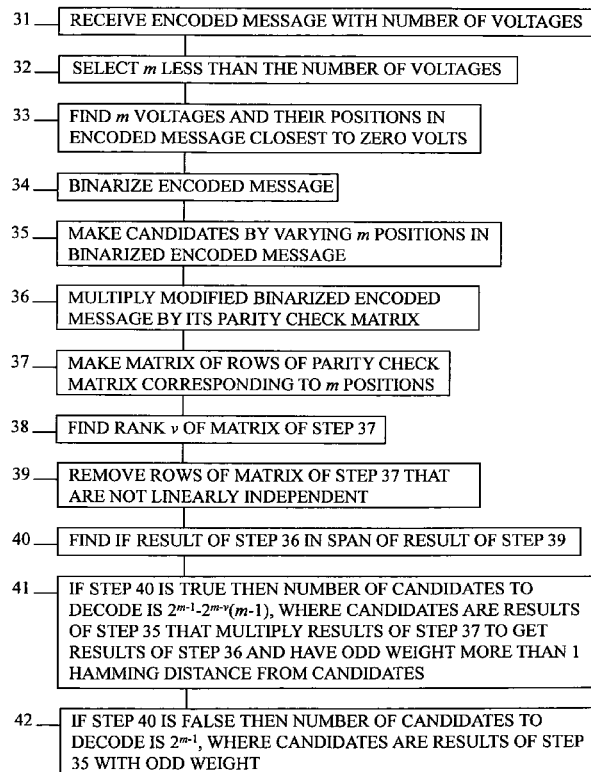 31 RECEIVE ENCODED MESSAGE WITH NUMBER OF VOLTAGES
32 SELECT m LESS THAN THE NUMBER OF VOLTAGES
33 FIND m VOLTAGES AND THEIR POSITIONS IN
ENCODED MESSAGE CLOSEST TO ZERO VOLTS
34 BINARIZE ENCODED MESSAGE
35 MAKE CANDIDATES BY VARYING m POSITIONS IN
BINARIZED ENCODED MESSAGE
36 MULTIPLY MODIFIED BINARIZED ENCODED
MESSAGE BY ITS PARITY CHECK MATRIX
37 MAKE MATRIX OF ROWS OF PARITY CHECK
MATRIX CORRESPONDING TO m POSITIONS
38 FIND RANK v OF MATRIX OF STEP 37
39 REMOVE ROWS OF MATRIX OF STEP 37 THAT
ARE NOT LINEARLY INDEPENDENT
40 FIND IF RESULT OF STEP 36 IN SPAN OF RESULT OF STEP 39
41 IF STEP 40 IS TRUE THEN NUMBER OF CANDIDATES TO
DECODE IS 2^{m-1}-2^{m-v}(m-1), WHERE CANDIDATES ARE RESULTS
OF STEP 35 THAT MULTIPLY RESULTS OF STEP 37 TO GET
RESULTS OF STEP 36 AND HAVE ODD WEIGHT MORE THAN 1
HAMMING DISTANCE FROM CANDIDATES
42 IF STEP 40 IS FALSE THEN NUMBER OF CANDIDATES TO
DECODE IS 2^{m-1}, WHERE CANDIDATES ARE RESULTS OF STEP
35 WITH ODD WEIGHT